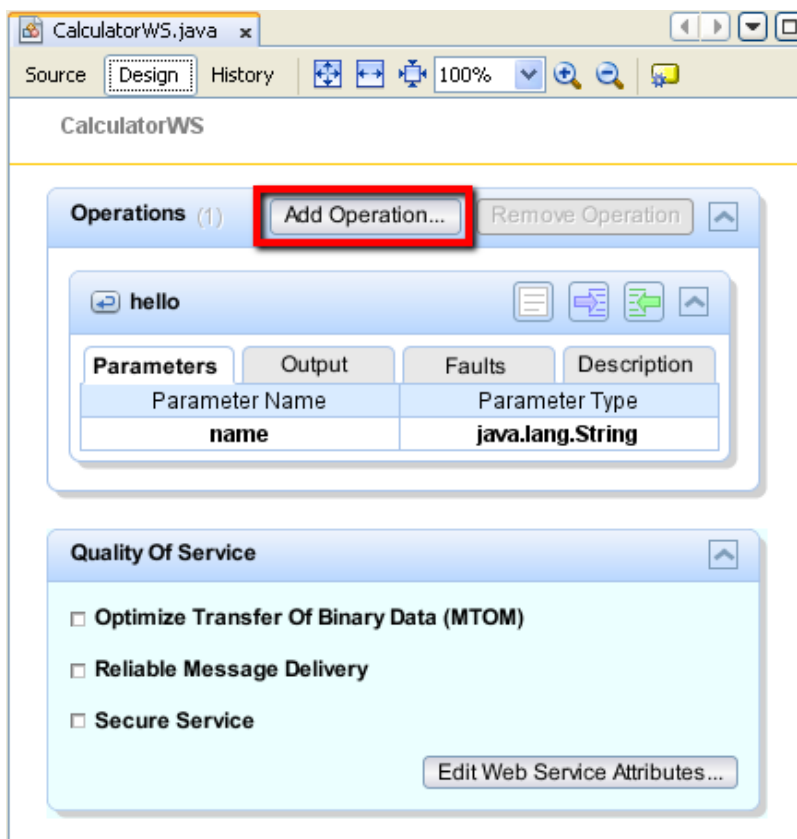 CalculatorWS.java x
Source Design History 100%
CalculatorWS
Operations (1) Add Operation... Remove Operation
hello
Parameters Output Faults Description
Parameter Name Parameter Type
name java.lang.String
Quality Of Service
Optimize Transfer Of Binary Data (MTOM)
Reliable Message Delivery
Secure Service
Edit Web Service Attributes...